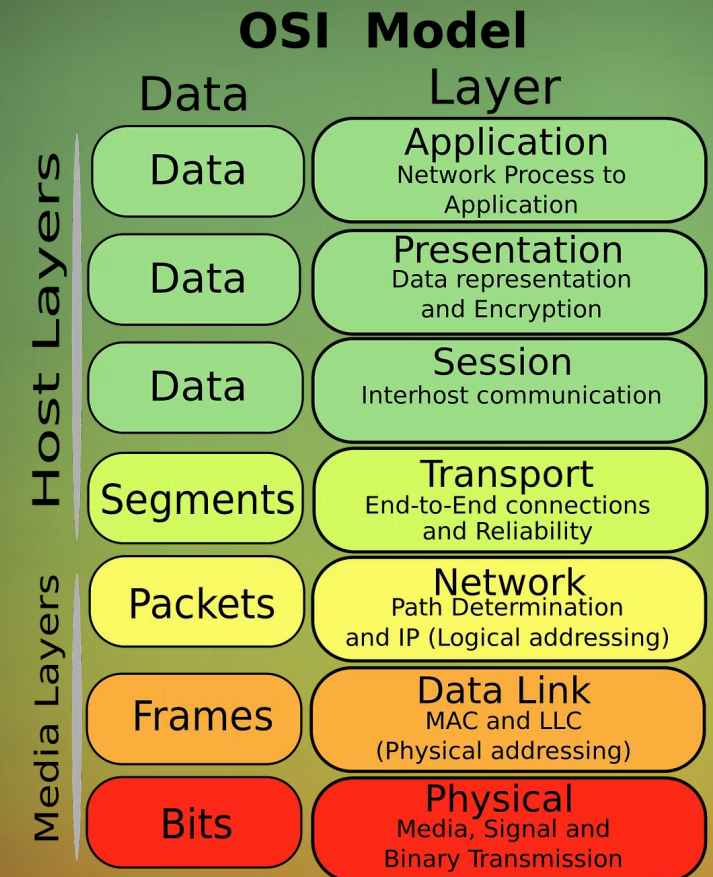 OSI Model
Data
Layer
Host Layers
Data
Application
Network Process to
Application
Data
Presentation
Data representation
and Encryption
Data
Session
Interhost communication
Segments
Transport
End-to-End connections
and Reliability
Media Layers
Packets
Network
Path Determination
and IP (Logical addressing)
Frames
Data Link
MAC and LLC
(Physical addressing)
Bits
Physical
Media, Signal and
Binary Transmission